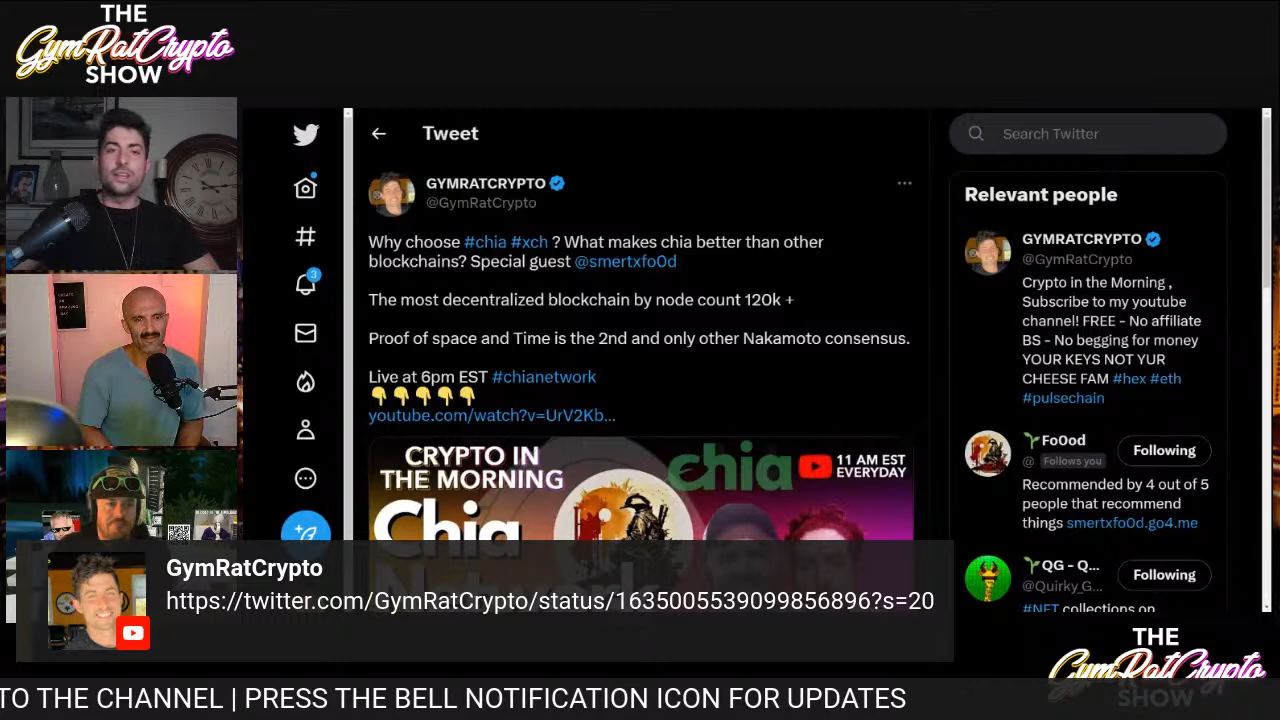 THE
GymRatCrypto
SHOW
Tweet
Search Twitter
GYMRATCRYPTO
@GymRatCrypto
Why choose #chia #xch ? What makes chia better than other
blockchains? Special guest @smertxfo0d
The most decentralized blockchain by node count 120k +
Proof of space and Time is the 2nd and only other Nakamoto consensus.
Live at 6pm EST #chianetwork
👇👇👇👇👇
youtube.com/watch?v=UrV2Kb...
CRYPTO IN
THE MORNING
chia
11 AM EST
EVERYDAY
Chia
Relevant people
GYMRATCRYPTO
@GymRatCrypto
Crypto in the Morning ,
Subscribe to my youtube
channel! FREE - No affiliate
BS - No begging for money
YOUR KEYS NOT YUR
CHEESE FAM #hex #eth
#pulsechain
🌱Fo0od
@ Follows you
Following
Recommended by 4 out of 5
people that recommend
things smertxfo0d.go4.me
🌱QG - Q...
@Quirky_G...
Following
#NFT collections on
3
GymRatCrypto
https://twitter.com/GymRatCrypto/status/1635005539099856896?s=20
THE
GymRatCrypto
SHOW
TO THE CHANNEL | PRESS THE BELL NOTIFICATION ICON FOR UPDATES